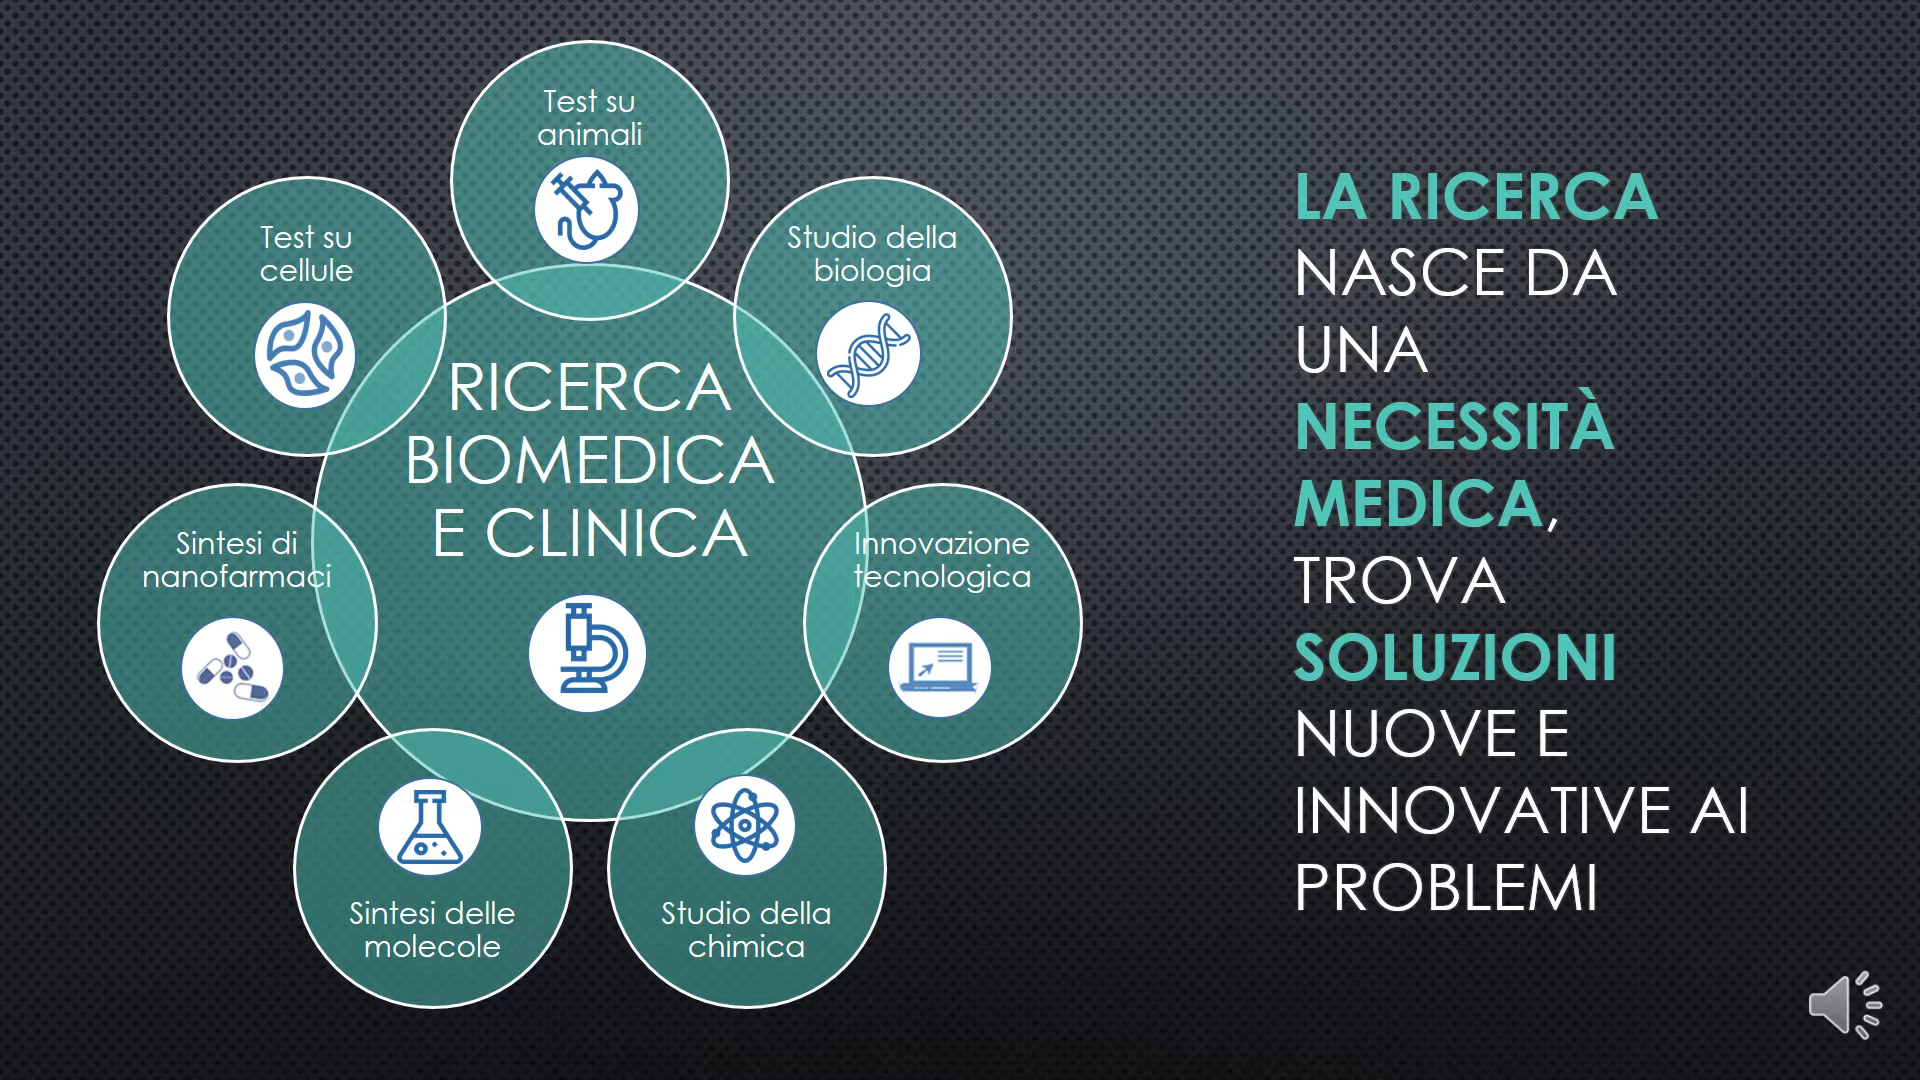 Test su
animali
Studio della
biologia
Innovazione
tecnologica
Studio della
chimica
Sintesi delle
molecole
Sintesi di
nanofarmaci
Test su
cellule
RICERCA
BIOMEDICA
E CLINICA
LA RICERCA
NASCE DA
UNA
NECESSITÀ
MEDICA,
TROVA
SOLUZIONI
NUOVE E
INNOVATIVE AI
PROBLEMI